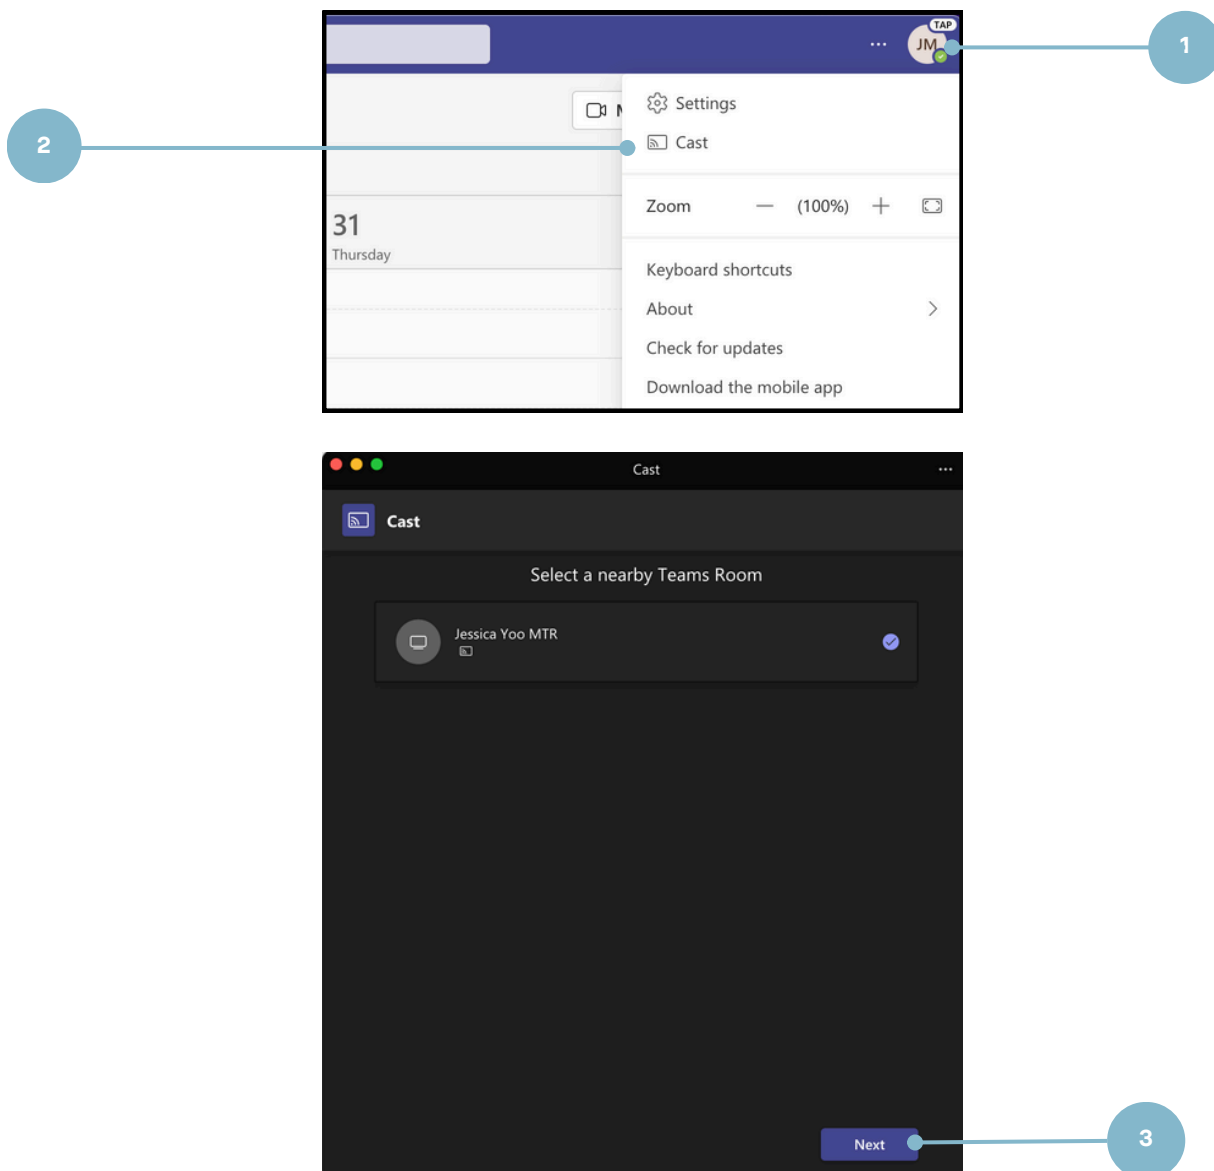 TAP
JM
1
Settings
2
Cast
Zoom — (100%) +
31
Thursday
Keyboard shortcuts
About
Check for updates
Download the mobile app
Cast
Cast
Select a nearby Teams Room
Jessica Yoo MTR
Next
3